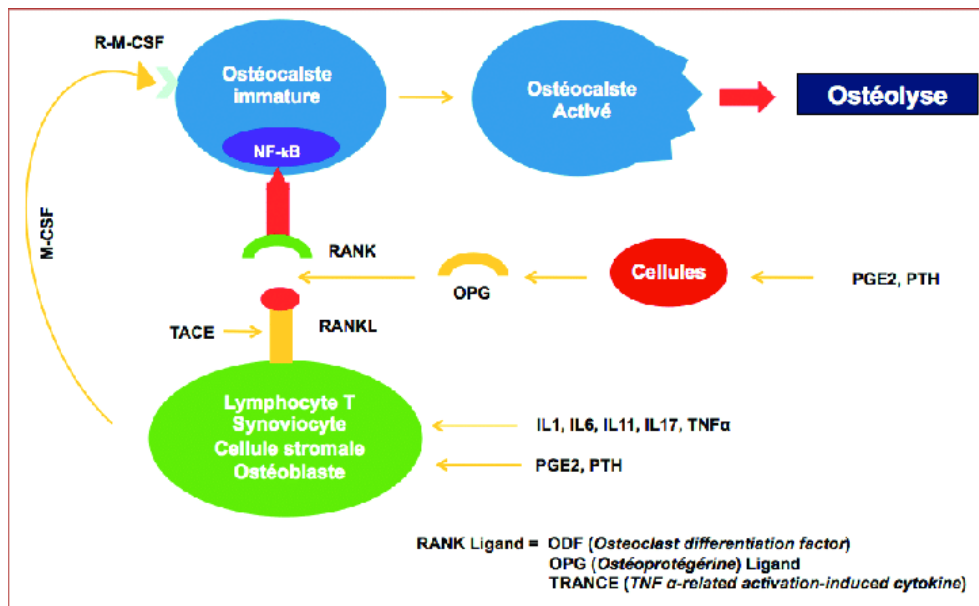 R-M-CSF
Ostéocalste
immature
NF-kB
Ostéocalste
Activé
Ostéolyse
M-CSF
RANK
OPG
Cellules
PGE2, PTH
TACE
RANKL
Lymphocyte T
Synoviocyte
Cellule stromale
Ostéoblaste
IL1, IL6, IL11, IL17, TNFα
PGE2, PTH
RANK Ligand = ODF (Osteoclast differentiation factor)
OPG (Ostéoprotégérine) Ligand
TRANCE (TNF α-related activation-induced cytokine)